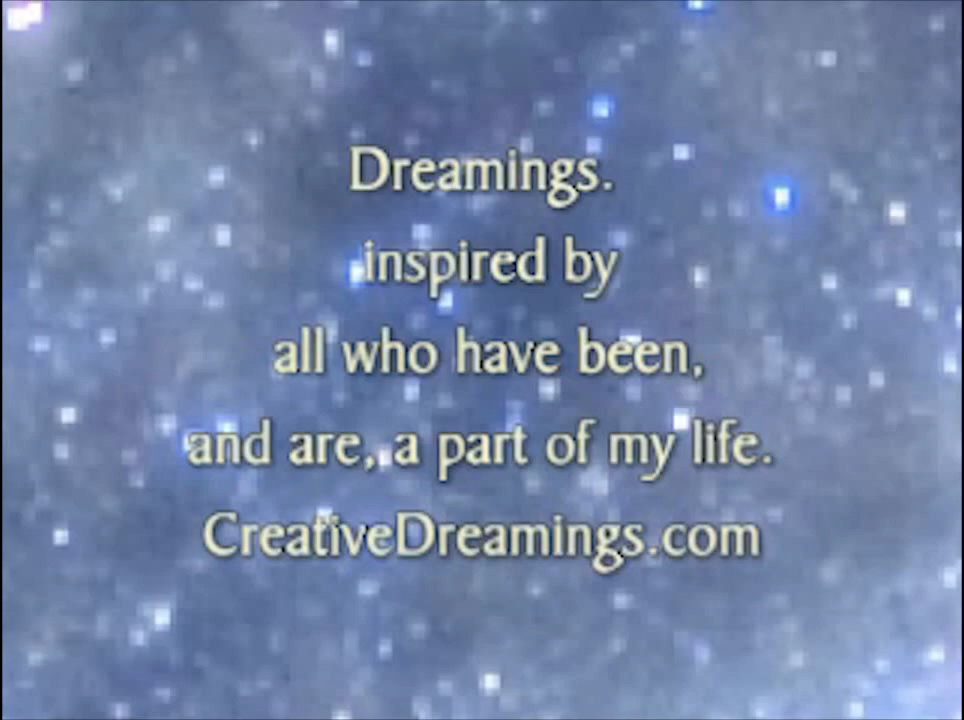 Dreamings.
inspired by
all who have been,
and are, a part of my life.
CreativeDreamings.com